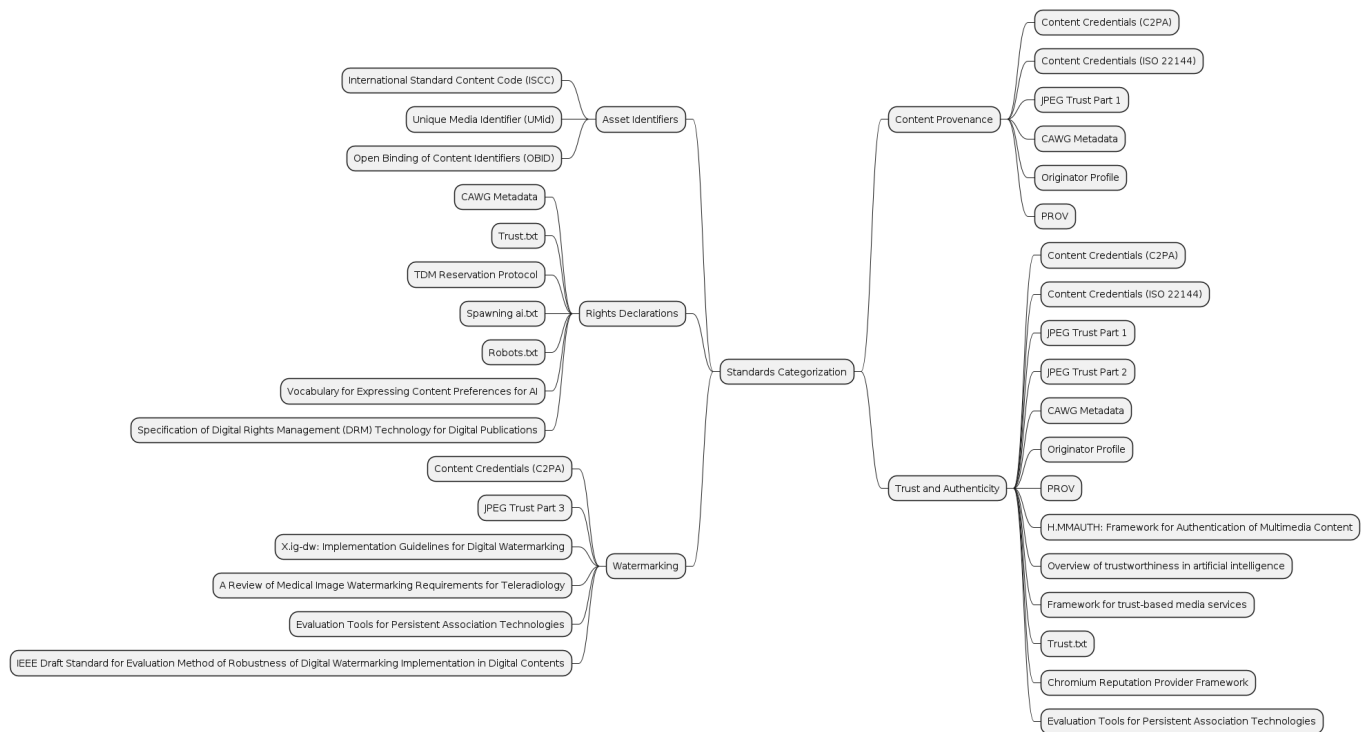 Standards Categorization
Content Provenance
Content Credentials (C2PA)
Content Credentials (ISO 22144)
JPEG Trust Part 1
CAWG Metadata
Originator Profile
PROV
Trust and Authenticity
Content Credentials (C2PA)
Content Credentials (ISO 22144)
JPEG Trust Part 1
JPEG Trust Part 2
CAWG Metadata
Originator Profile
PROV
H.MMAUTH: Framework for Authentication of Multimedia Content
Overview of trustworthiness in artificial intelligence
Framework for trust-based media services
Trust.txt
Chromium Reputation Provider Framework
Evaluation Tools for Persistent Association Technologies
Asset Identifiers
International Standard Content Code (ISCC)
Unique Media Identifier (UMid)
Open Binding of Content Identifiers (OBID)
Rights Declarations
CAWG Metadata
Trust.txt
TDM Reservation Protocol
Spawning ai.txt
Robots.txt
Vocabulary for Expressing Content Preferences for AI
Specification of Digital Rights Management (DRM) Technology for Digital Publications
Watermarking
Content Credentials (C2PA)
JPEG Trust Part 3
X.ig-dw: Implementation Guidelines for Digital Watermarking
A Review of Medical Image Watermarking Requirements for Teleradiology
Evaluation Tools for Persistent Association Technologies
IEEE Draft Standard for Evaluation Method of Robustness of Digital Watermarking Implementation in Digital Contents